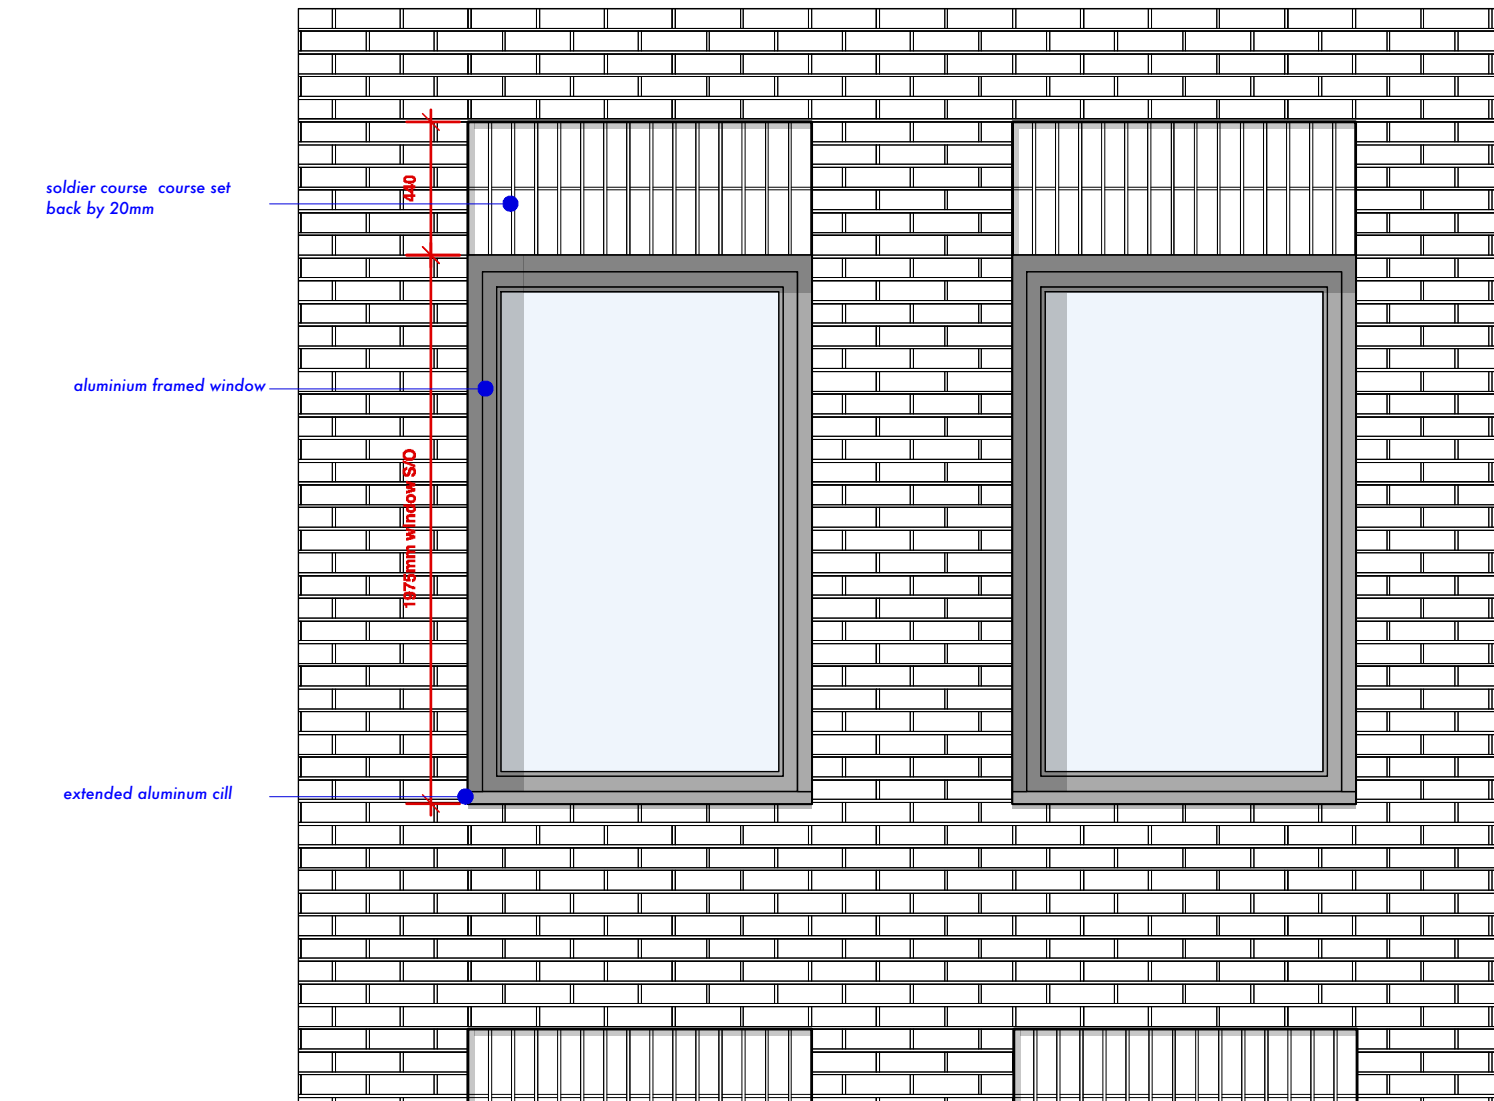 soldier course  course set
back by 20mm
440
aluminium framed window
1975mm window S/O
extended aluminum cill